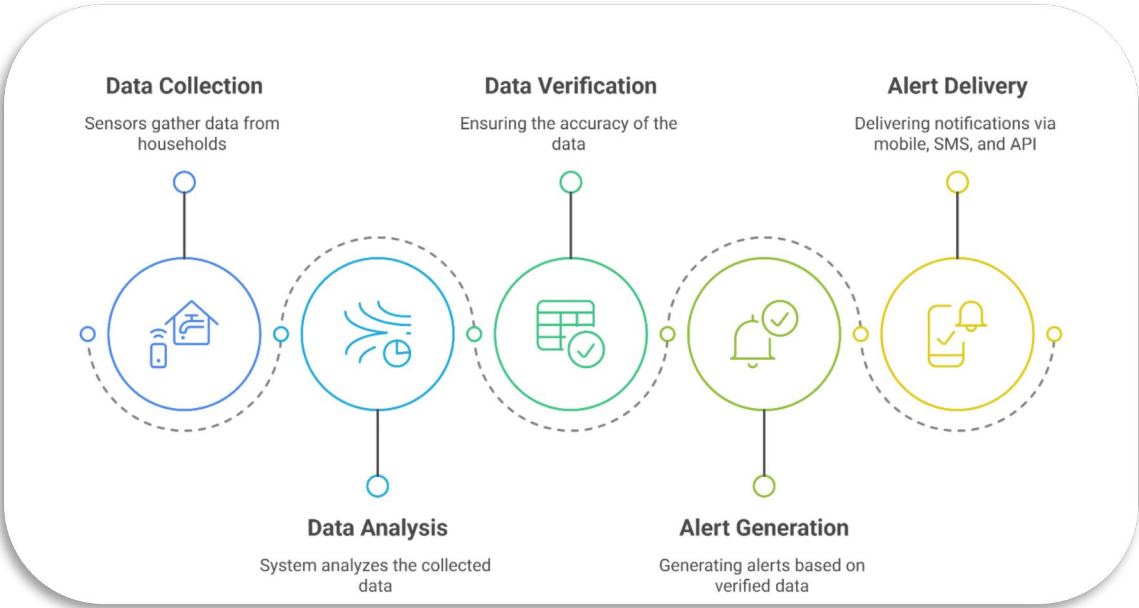 Data Collection
Sensors gather data from
households
Data Analysis
System analyzes the collected
data
Data Verification
Ensuring the accuracy of the
data
Alert Generation
Generating alerts based on
verified data
Alert Delivery
Delivering notifications via
mobile, SMS, and API